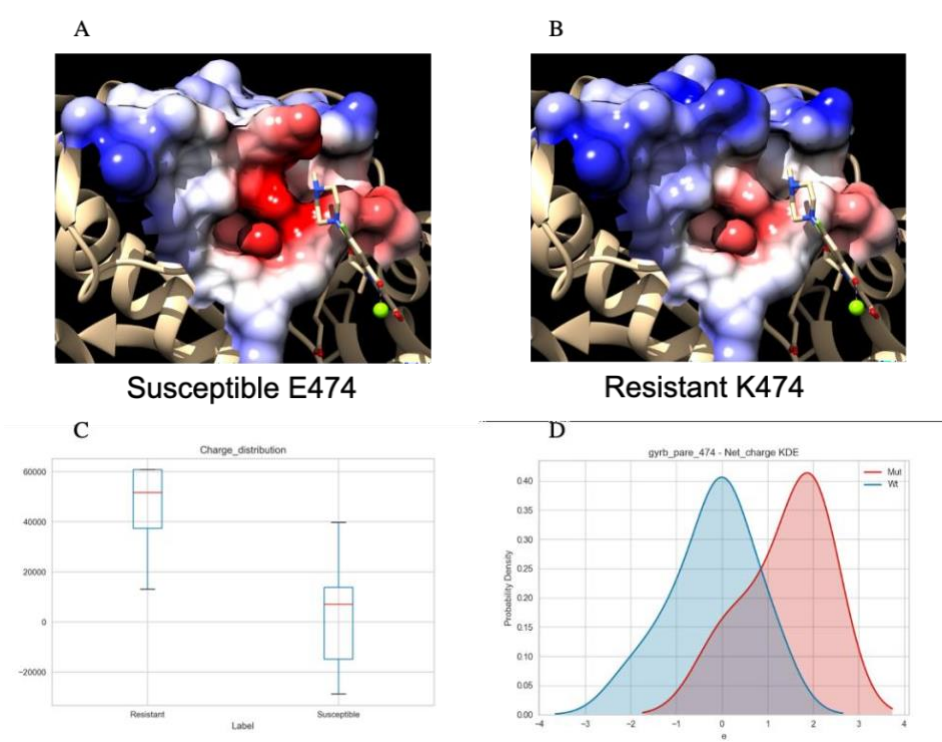 A
B
Susceptible E474
Resistant K474
C
D
Charge_distribution
60000
40000
20000
0
−20000
Resistant
Susceptible
Label
gyrb_pare_474 - Net_charge KDE
Mut
Wt
0.40
0.35
0.30
0.25
0.20
0.15
0.10
0.05
0.00
Probability Density
−4
−3
−2
−1
0
1
2
3
4
e